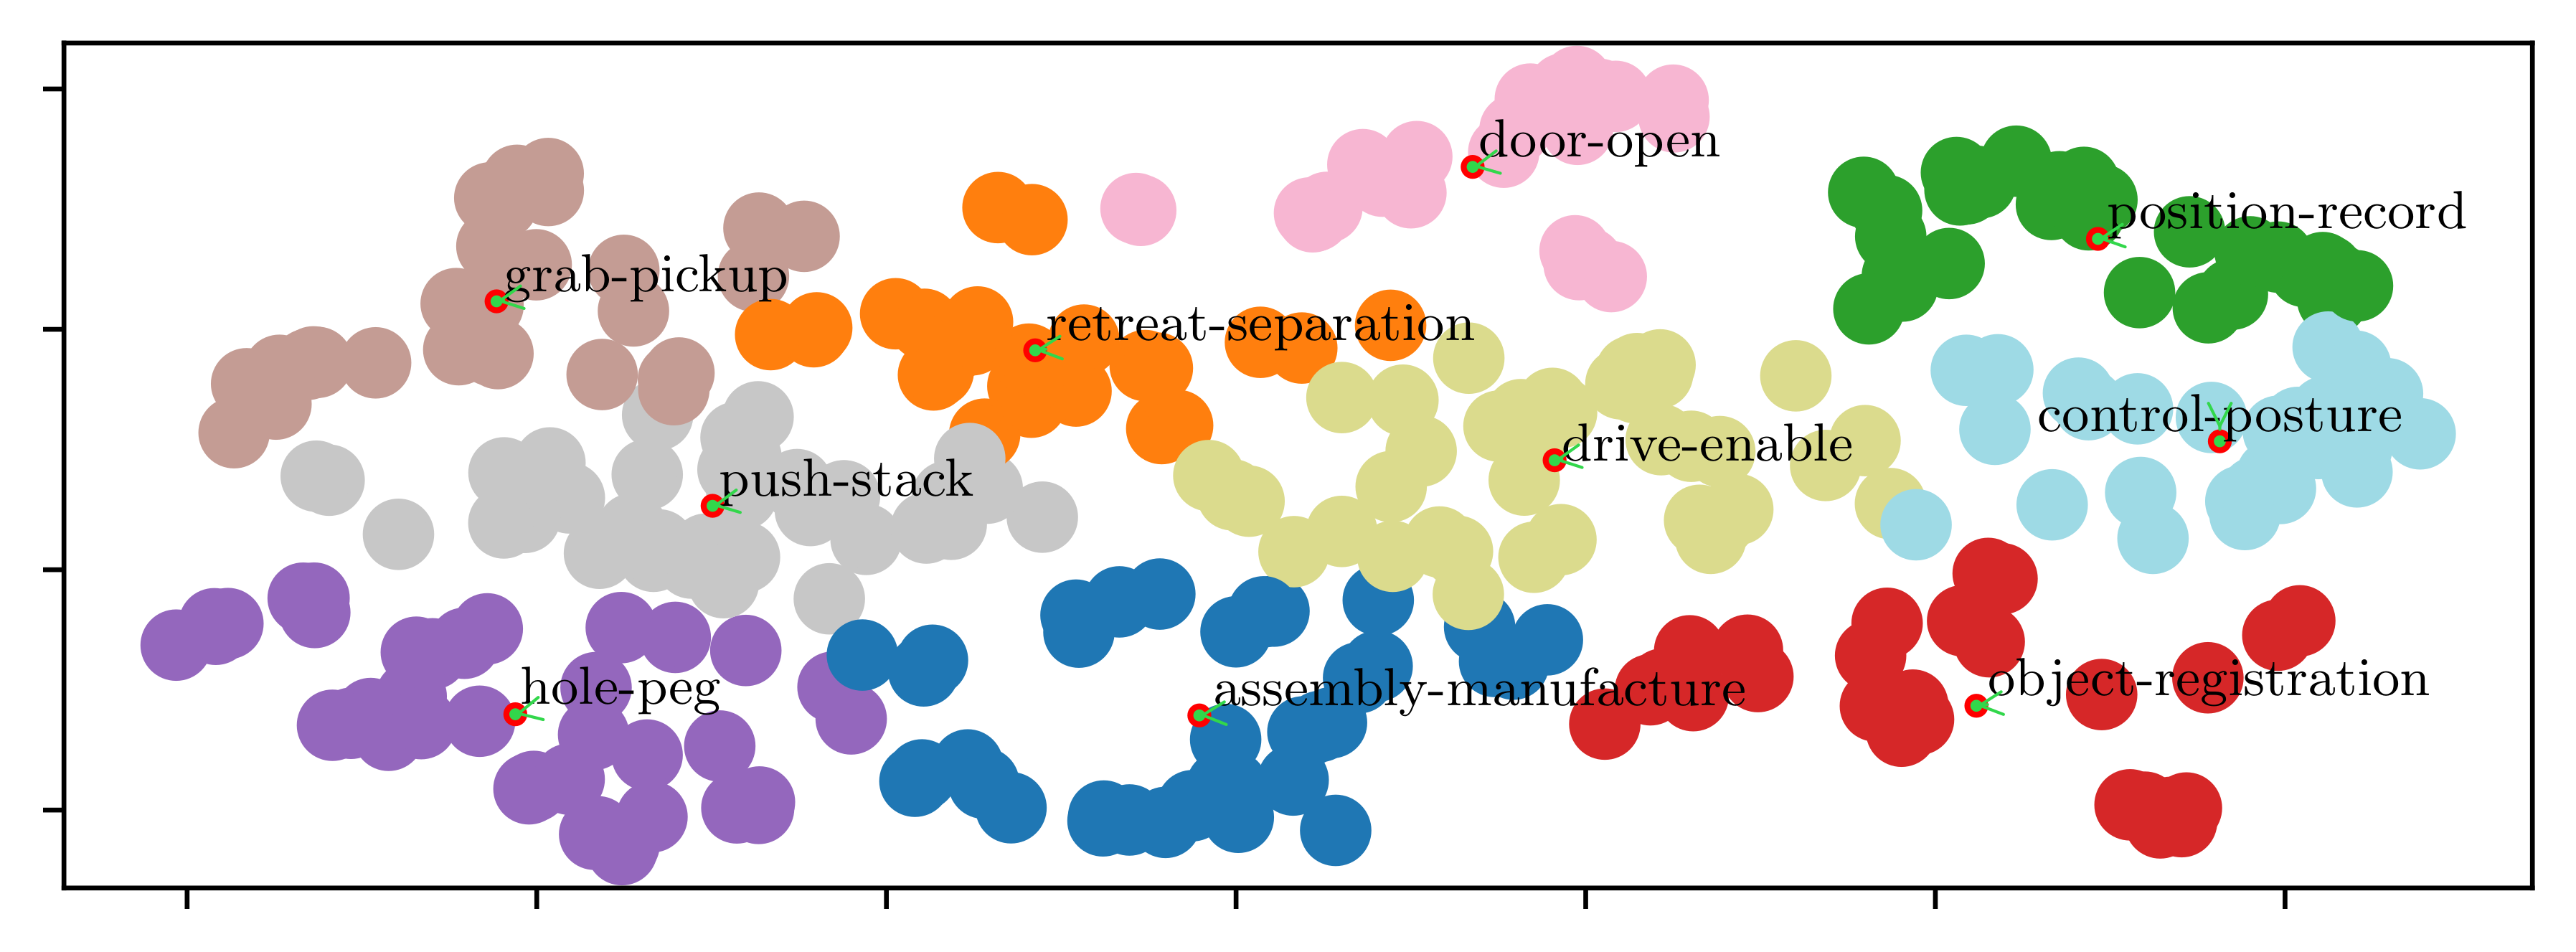 door-open
position-record
grab-pickup
retreat-separation
control-posture
drive-enable
push-stack
hole-peg
assembly-manufacture
object-registration